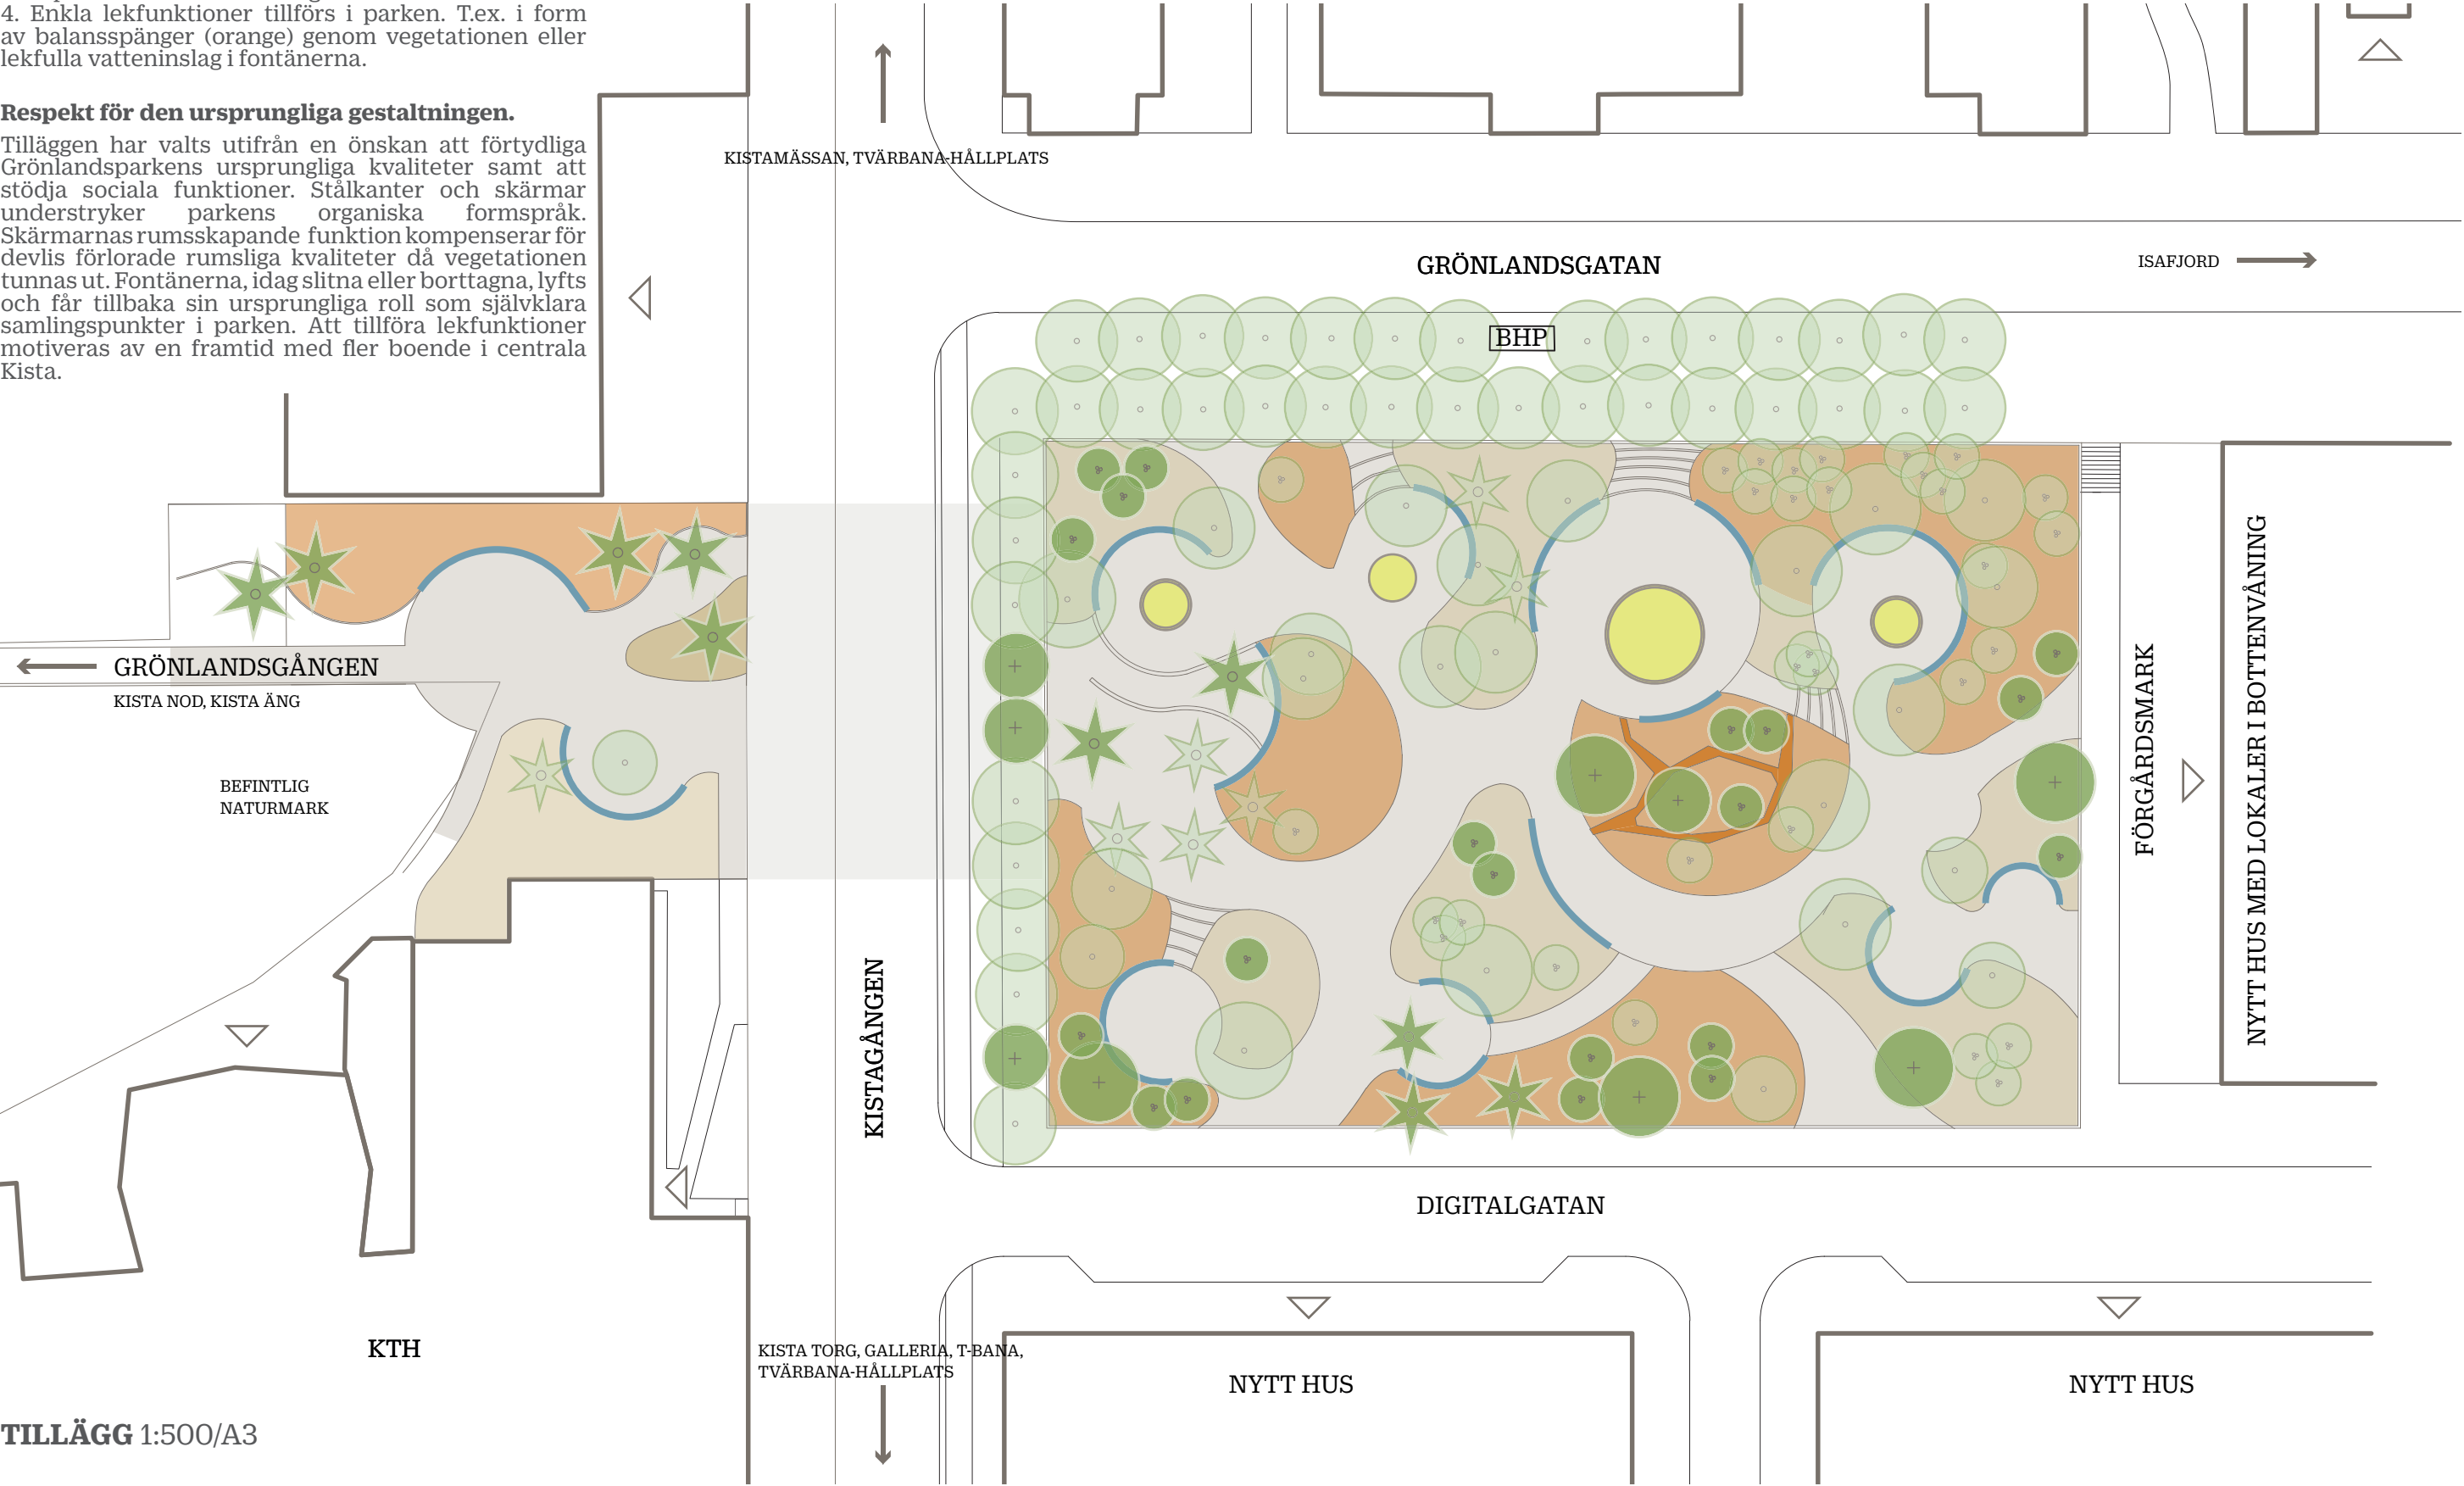 4. Enkla lekfunktioner tillförs i parken. T.ex. i form
av balansspänger (orange) genom vegetationen eller
lekfulla vatteninslag i fontänerna.
Respekt för den ursprungliga gestaltningen.
Tilläggen har valts utifrån en önskan att förtydliga
Grönlandsparkens ursprungliga kvaliteter samt att
stödja sociala funktioner. Stålkanter och skärmar
understryker parkens organiska formspråk.
Skärmarnas rumsskapande funktion kompenserar för
devlis förlorade rumsliga kvaliteter då vegetationen
tunnas ut. Fontänerna, idag slitna eller borttagna, lyfts
och får tillbaka sin ursprungliga roll som självklara
samlingspunkter i parken. Att tillföra lekfunktioner
motiveras av en framtid med fler boende i centrala
Kista.
KISTAMÄSSAN, TVÄRBANA-HÅLLPLATS
GRÖNLANDSGATAN
ISAFJORD
BHP
GRÖNLANDSGÅNGEN
KISTA NOD, KISTA ÄNG
BEFINTLIG
NATURMARK
KISTAGÅNGEN
FÖRGÅRDSMARK
NYTT HUS MED LOKALER I BOTTENVÅNING
DIGITALGATAN
KTH
KISTA TORG, GALLERIA, T-BANA,
TVÄRBANA-HÅLLPLATS
NYTT HUS
NYTT HUS
TILLÄGG 1:500/A3